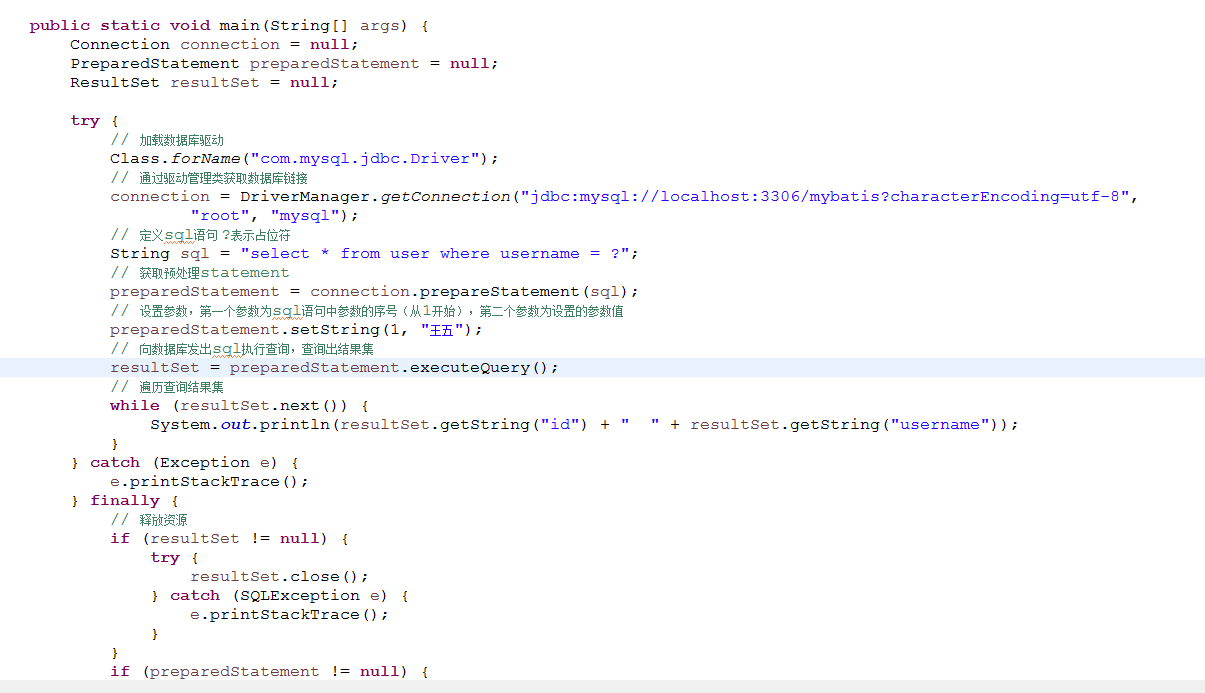 public static void main(String[] args) {
Connection connection = null;
PreparedStatement preparedStatement = null;
ResultSet resultSet = null;
try {
// 加载数据库驱动
Class.forName("com.mysql.jdbc.Driver");
// 通过驱动管理类获取数据库链接
connection = DriverManager.getConnection("jdbc:mysql://localhost:3306/mybatis?characterEncoding=utf-8",
"root", "mysql");
// 定义sql语句 ?表示占位符
String sql = "select * from user where username = ?";
// 获取预处理statement
preparedStatement = connection.prepareStatement(sql);
// 设置参数，第一个参数为sql语句中参数的序号（从1开始），第二个参数为设置的参数值
preparedStatement.setString(1, "王五");
// 向数据库发出sql执行查询，查询出结果集
resultSet = preparedStatement.executeQuery();
// 遍历查询结果集
while (resultSet.next()) {
System.out.println(resultSet.getString("id") + "  " + resultSet.getString("username"));
}
} catch (Exception e) {
e.printStackTrace();
} finally {
// 释放资源
if (resultSet != null) {
try {
resultSet.close();
} catch (SQLException e) {
e.printStackTrace();
}
}
if (preparedStatement != null) {